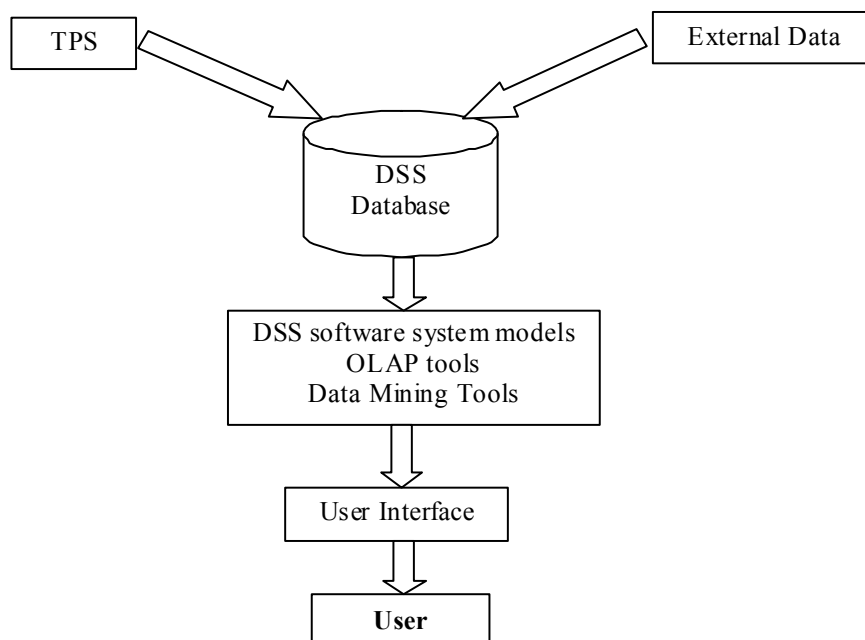 TPS
External Data
DSS
Database
DSS software system models
OLAP tools
Data Mining Tools
User Interface
User